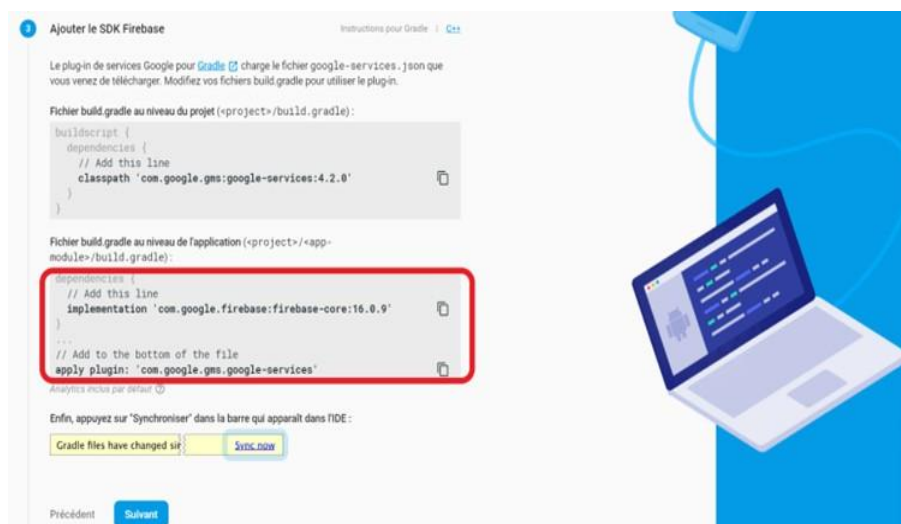 3 Ajouter le SDK Firebase Instructions pour Gradle | C++
Le plug-in de services Google pour Gradle charge le fichier google-services.json que
vous venez de télécharger. Modifiez vos fichiers build.gradle pour utiliser le plug-in.
Fichier build.gradle au niveau du projet (<project>/build.gradle) :
buildscript {
dependencies {
// Add this line
classpath 'com.google.gms:google-services:4.2.0'
}
}
Fichier build.gradle au niveau de l'application (<project>/<app-
module>/build.gradle) :
dependencies {
// Add this line
implementation 'com.google.firebase:firebase-core:16.0.9'
}
...
// Add to the bottom of the file
apply plugin: 'com.google.gms.google-services'
Analytics inclus par défaut
Enfin, appuyez sur "Synchroniser" dans la barre qui apparaît dans l'IDE :
Gradle files have changed sir Sync now
Précédent Suivant